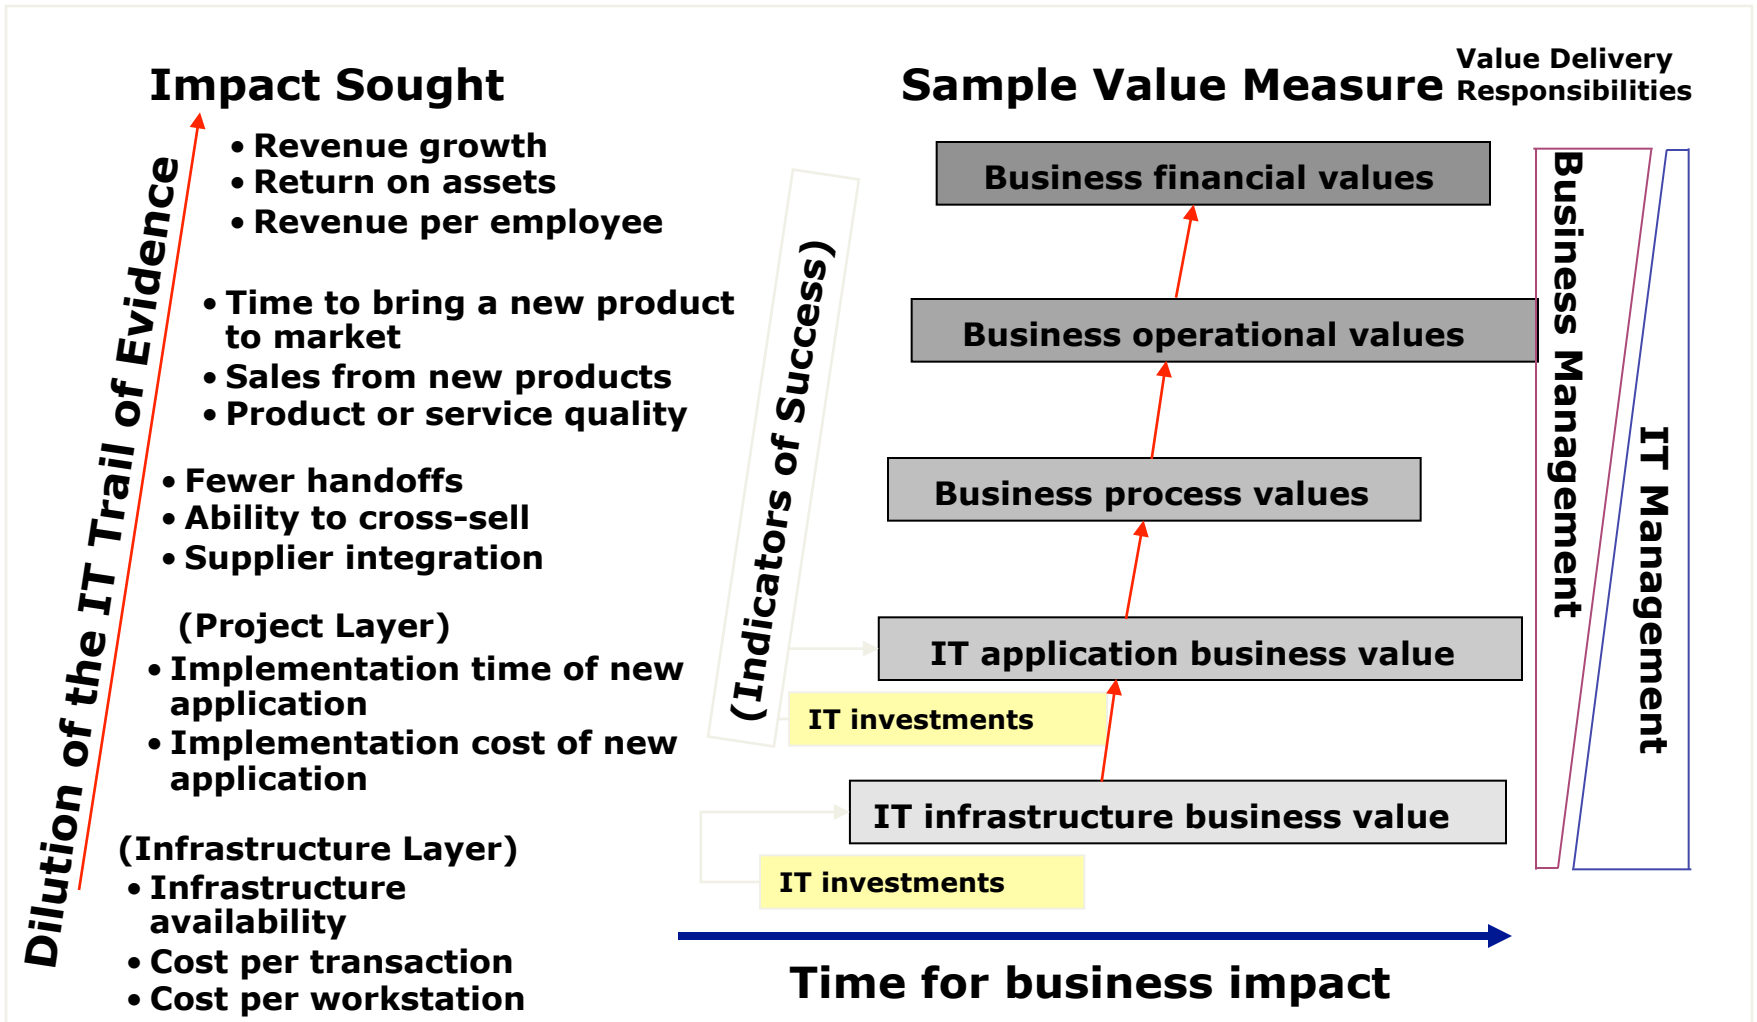 Impact Sought
Sample Value Measure
Value Delivery
Responsibilities
Dilution of the IT Trail of Evidence
• Revenue growth
• Return on assets
• Revenue per employee
• Time to bring a new product
to market
• Sales from new products
• Product or service quality
• Fewer handoffs
• Ability to cross-sell
• Supplier integration
(Project Layer)
• Implementation time of new
application
• Implementation cost of new
application
(Infrastructure Layer)
• Infrastructure
availability
• Cost per transaction
• Cost per workstation
(Indicators of Success)
Business financial values
Business operational values
Business process values
IT application business value
IT investments
IT infrastructure business value
IT investments
Time for business impact
Business Management
IT Management